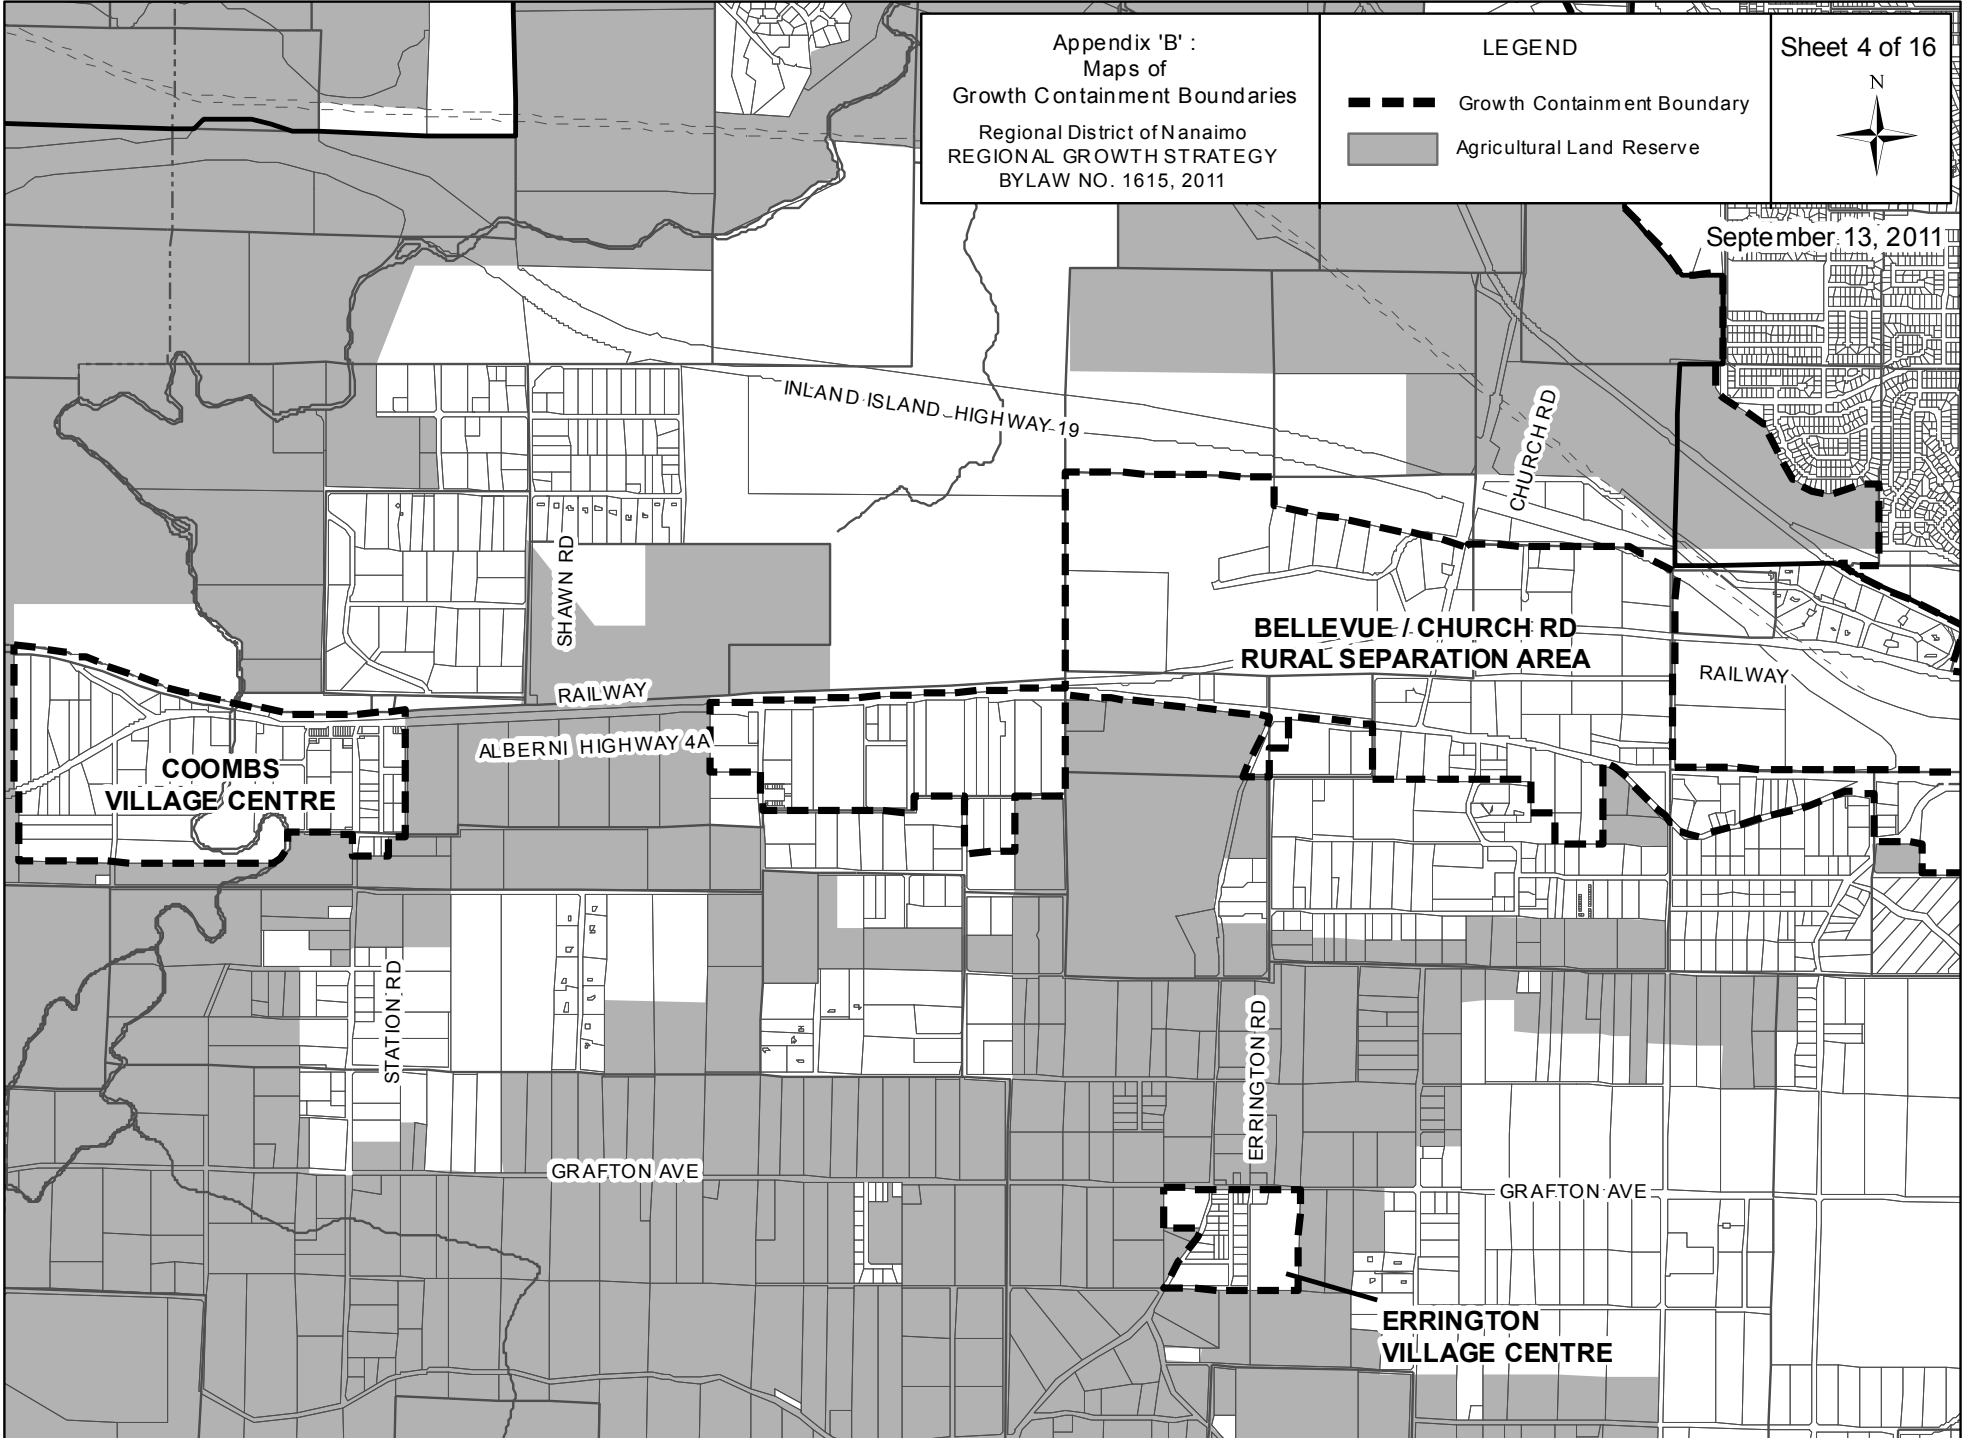 Appendix 'B' :
Maps of
Growth Containment Boundaries
Regional District of Nanaimo
REGIONAL GROWTH STRATEGY
BYLAW NO. 1615, 2011
LEGEND
Growth Containment Boundary
Agricultural Land Reserve
Sheet 4 of 16
N
September 13, 2011
INLAND ISLAND HIGHWAY 19
CHURCH RD
SHAWN RD
BELLEVUE / CHURCH RD
RURAL SEPARATION AREA
RAILWAY
RAILWAY
ALBERNI HIGHWAY 4A
COOMBS
VILLAGE CENTRE
STATION RD
ERRINGTON RD
GRAFTON AVE
GRAFTON AVE
ERRINGTON
VILLAGE CENTRE